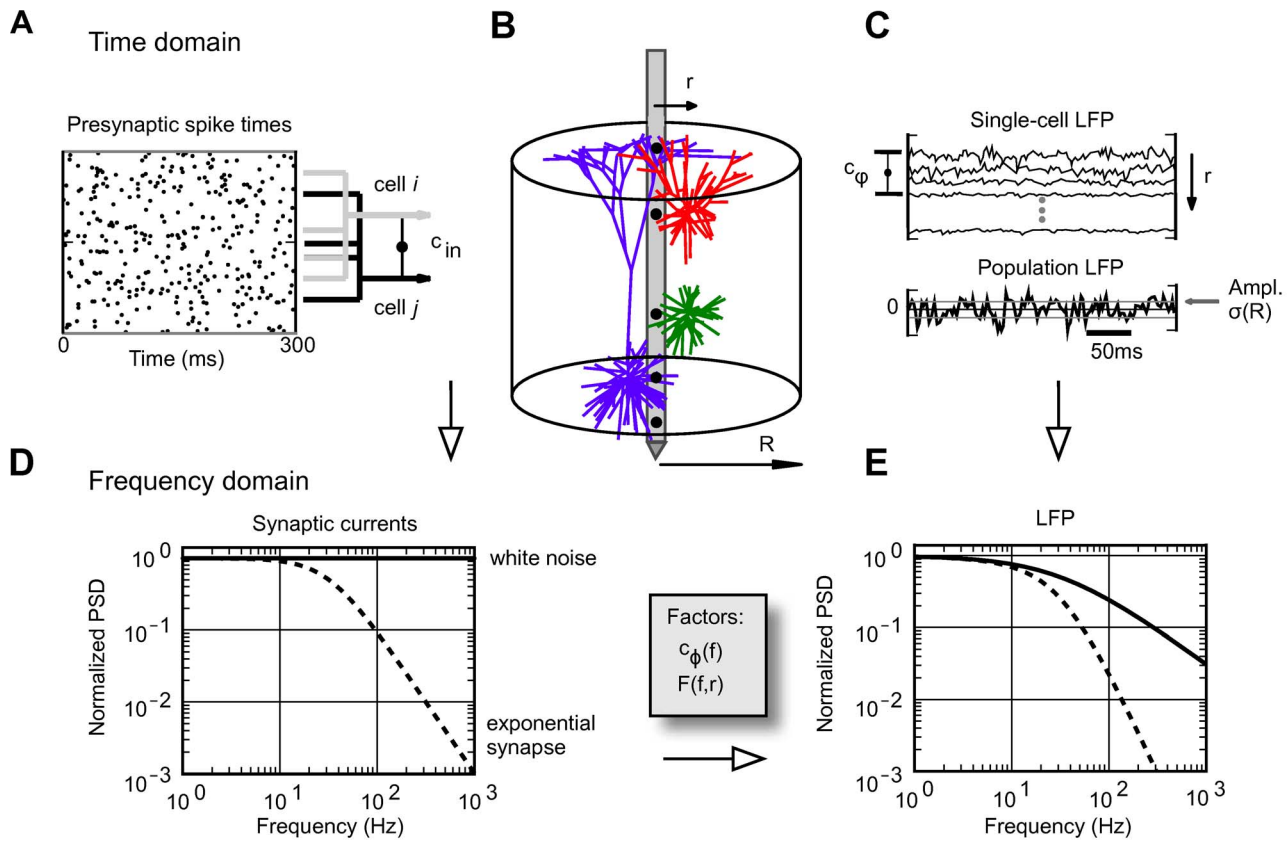 A
Time domain
Presynaptic spike times
cell i
c in
cell j
0
300
Time (ms)
B
r
R
C
Single-cell LFP
cφ
r
Population LFP
0
Ampl.
σ(R)
50ms
D
Frequency domain
Synaptic currents
Normalized PSD
10 0
10 −1
10 −2
10 −3
white noise
exponential
synapse
10 0
10 1
10 2
10 3
Frequency (Hz)
Factors:
cϕ(f)
F(f,r)
E
LFP
Normalized PSD
10 0
10 −1
10 −2
10 −3
10 0
10 1
10 2
10 3
Frequency (Hz)